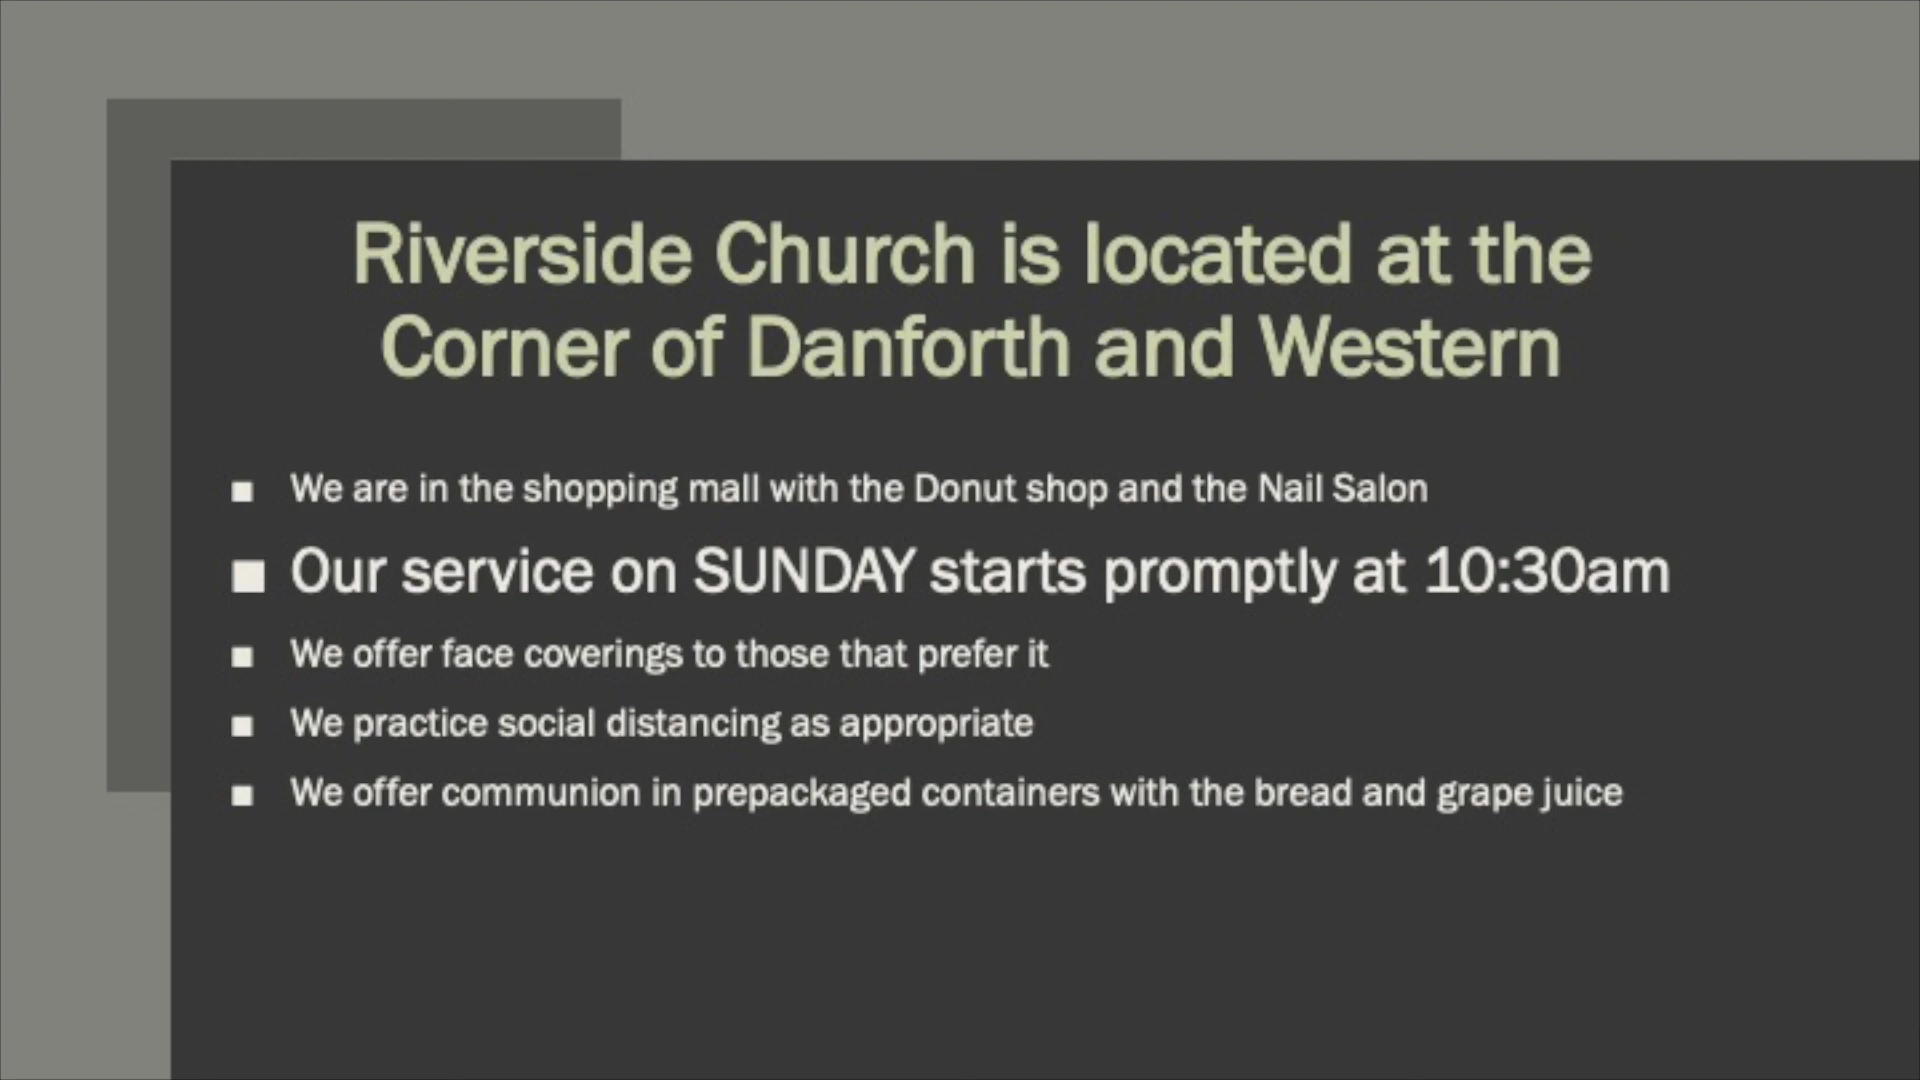 Riverside Church is located at the
Corner of Danforth and Western
■ We are in the shopping mall with the Donut shop and the Nail Salon
■ Our service on SUNDAY starts promptly at 10:30am
■ We offer face coverings to those that prefer it
■ We practice social distancing as appropriate
■ We offer communion in prepackaged containers with the bread and grape juice